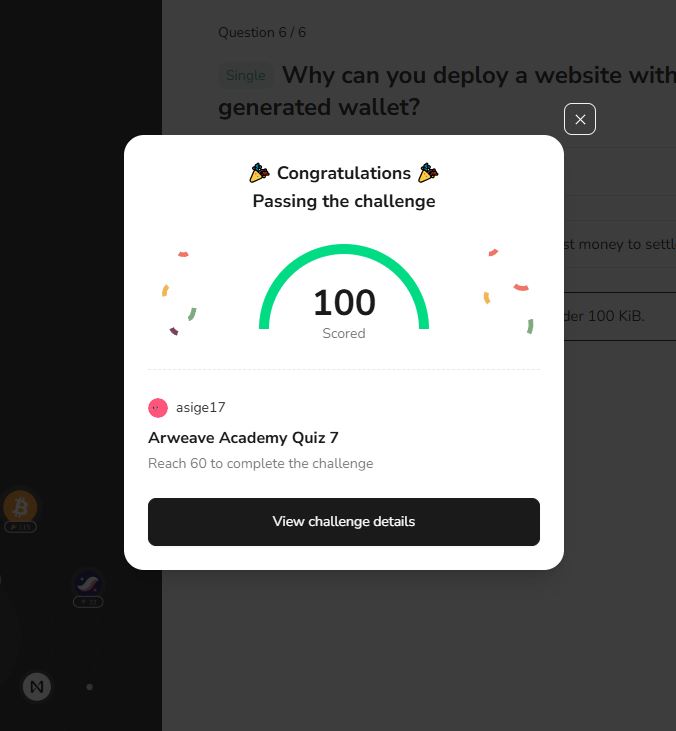 Question 6 / 6
Single Why can you deploy a website with
generated wallet?
Congratulations
Passing the challenge
st money to settl
100
der 100 KiB.
Scored
asige17
Arweave Academy Quiz 7
Reach 60 to complete the challenge
View challenge details